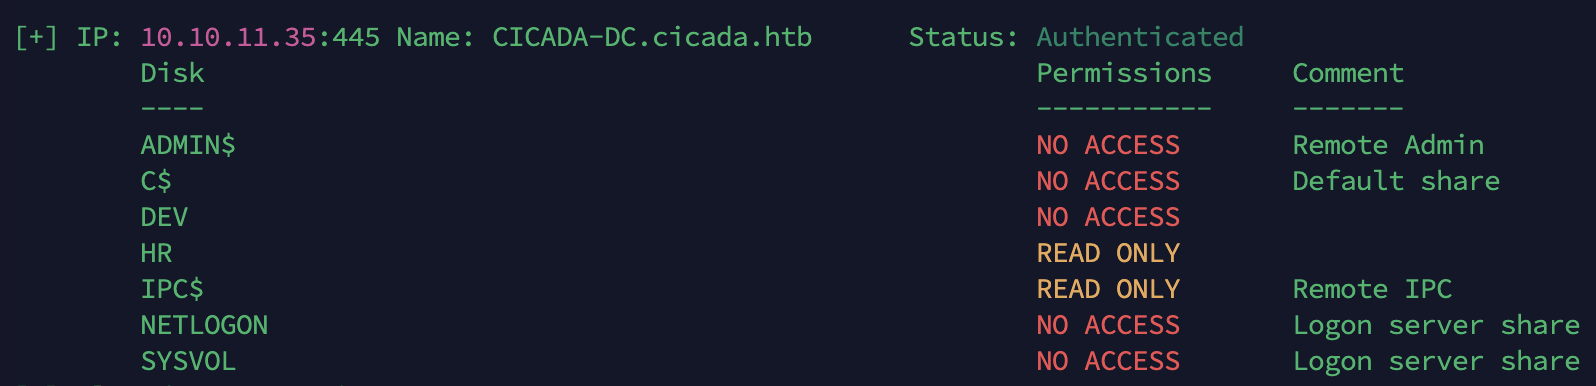 [+] IP: 10.10.11.35:445 Name: CICADA-DC.cicada.htb Status: Authenticated
Disk Permissions Comment
---- ----------- -------
ADMIN$ NO ACCESS Remote Admin
C$ NO ACCESS Default share
DEV NO ACCESS
HR READ ONLY
IPC$ READ ONLY Remote IPC
NETLOGON NO ACCESS Logon server share
SYSVOL NO ACCESS Logon server share